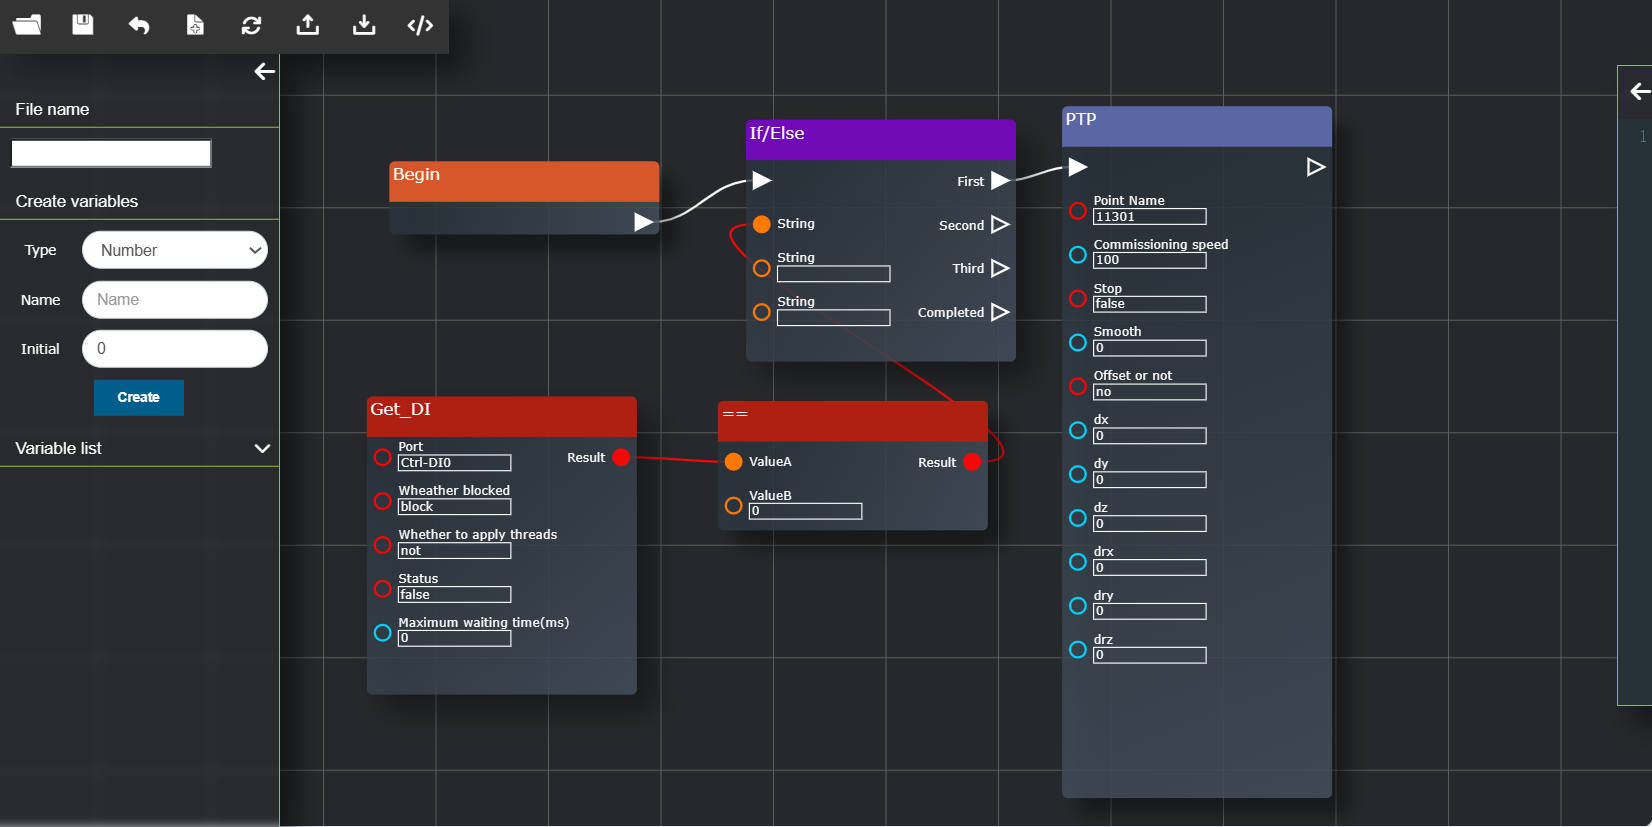 File name
Create variables
Type
Number
Name
Name
Initial
0
Create
Variable list
Begin
If/Else
First
String
Second
String
Third
String
Completed
Get_DI
Port
Ctrl-DI0
Result
Wheather blocked
block
Whether to apply threads
not
Status
false
Maximum waiting time(ms)
0
==
ValueA
Result
ValueB
0
PTP
Point Name
11301
Commissioning speed
100
Stop
false
Smooth
0
Offset or not
no
dx
0
dy
0
dz
0
drx
0
dry
0
drz
0
1